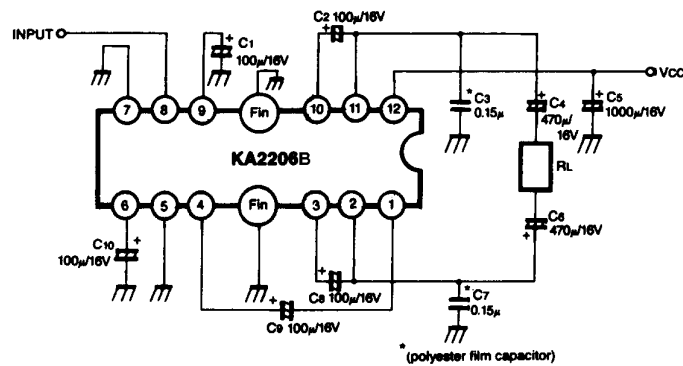 INPUT
C1
100μ/16V
C2 100μ/16V
VCC
7
8
9
Fin
10
11
12
* C3
0.15μ
C4
470μ/
16V
C5
1000μ/16V
KA2206B
RL
6
5
4
Fin
3
2
1
C10
100μ/16V
C6
470μ/16V
C8 100μ/16V
C9 100μ/16V
* C7
0.15μ
* (polyester film capacitor)